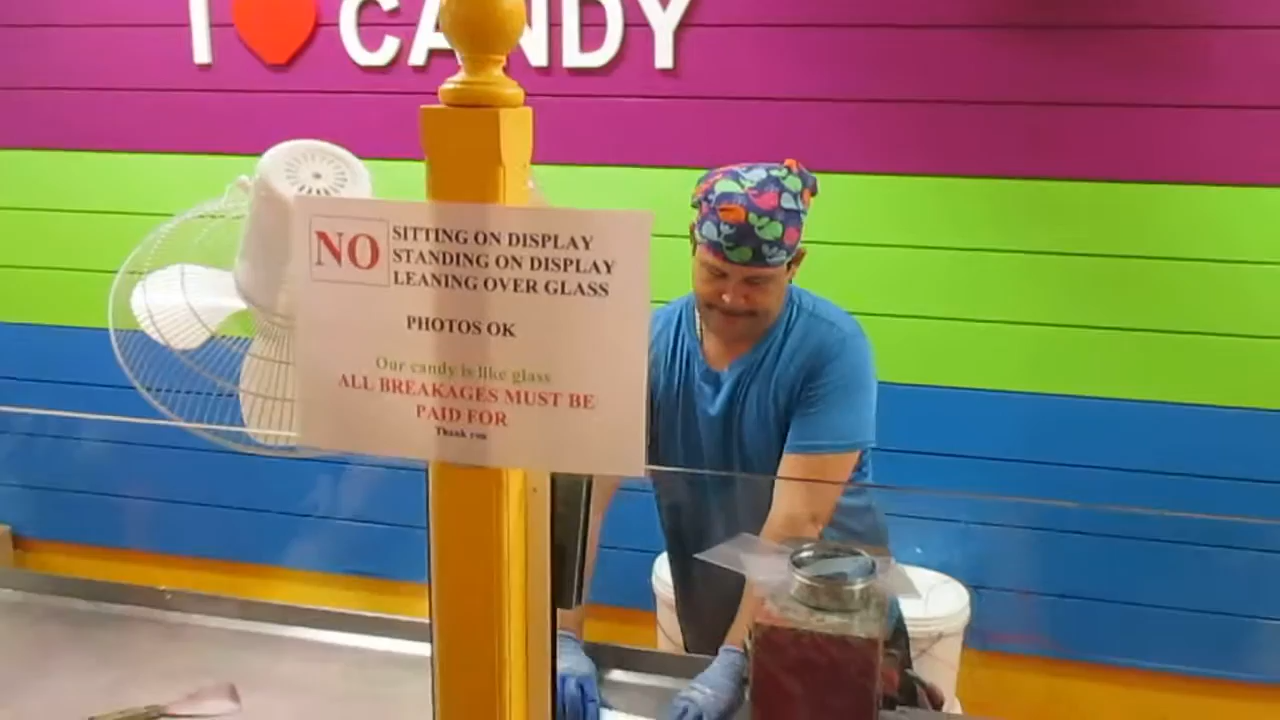 I CANDY
NO
SITTING ON DISPLAY
STANDING ON DISPLAY
LEANING OVER GLASS
PHOTOS OK
Our candy is like glass
ALL BREAKAGES MUST BE
PAID FOR
Thank you